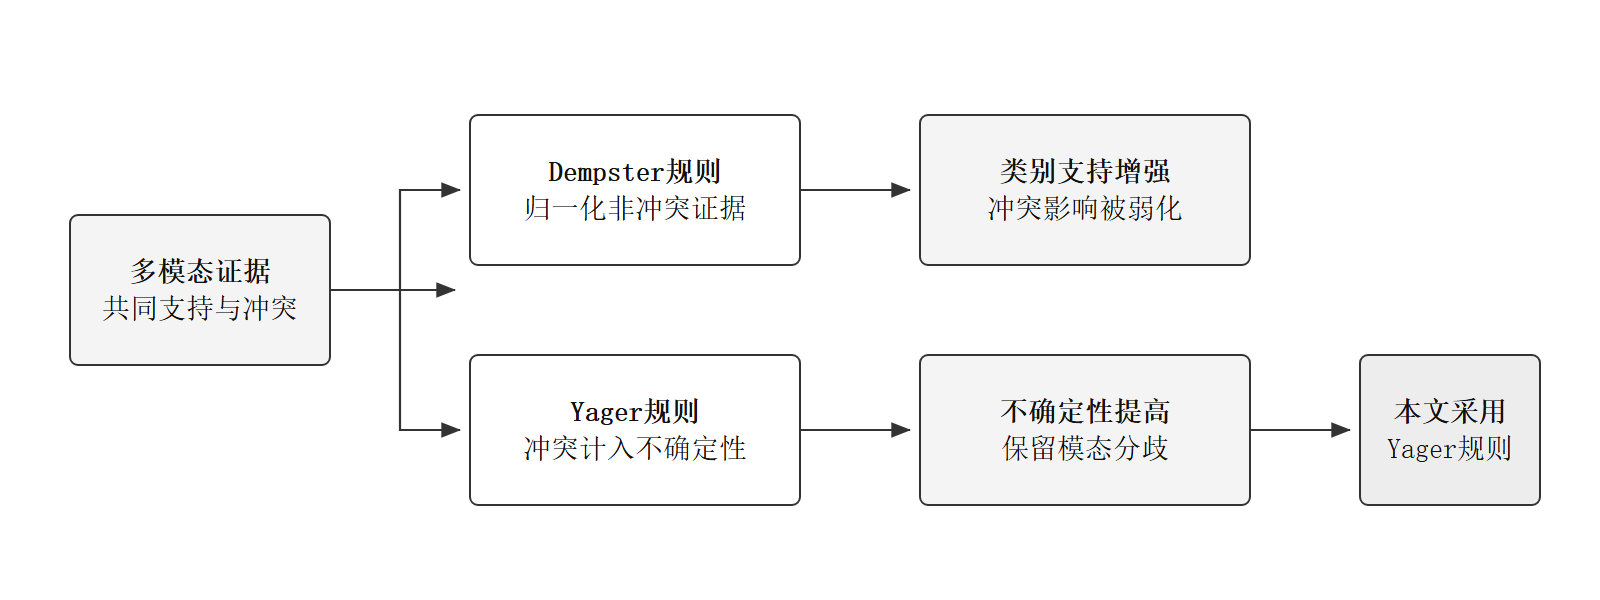 多模态证据
共同支持与冲突
Dempster规则
归一化非冲突证据
类别支持增强
冲突影响被弱化
Yager规则
冲突计入不确定性
不确定性提高
保留模态分歧
本文采用
Yager规则